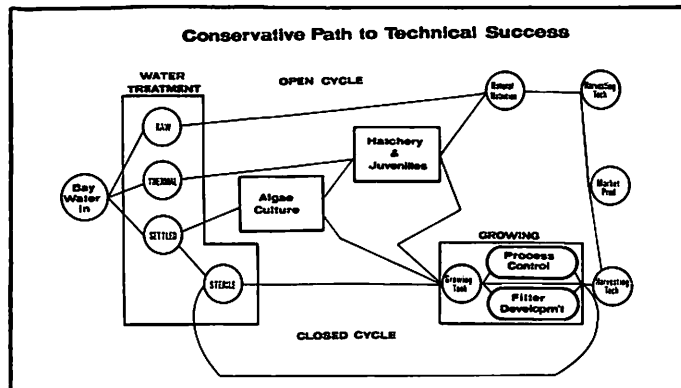 Conservative Path to Technical Success
WATER
TREATMENT
OPEN CYCLE
RAW
THERMAL
SETTLED
STERILE
Bay
Water
In
Algae
Culture
Hatchery
&
Juveniles
Natural
Harvesting
Tech
Market
Prod
GROWING
Growing
Tank
Process
Control
Filter
Developm't
Harvesting
Tech
CLOSED CYCLE